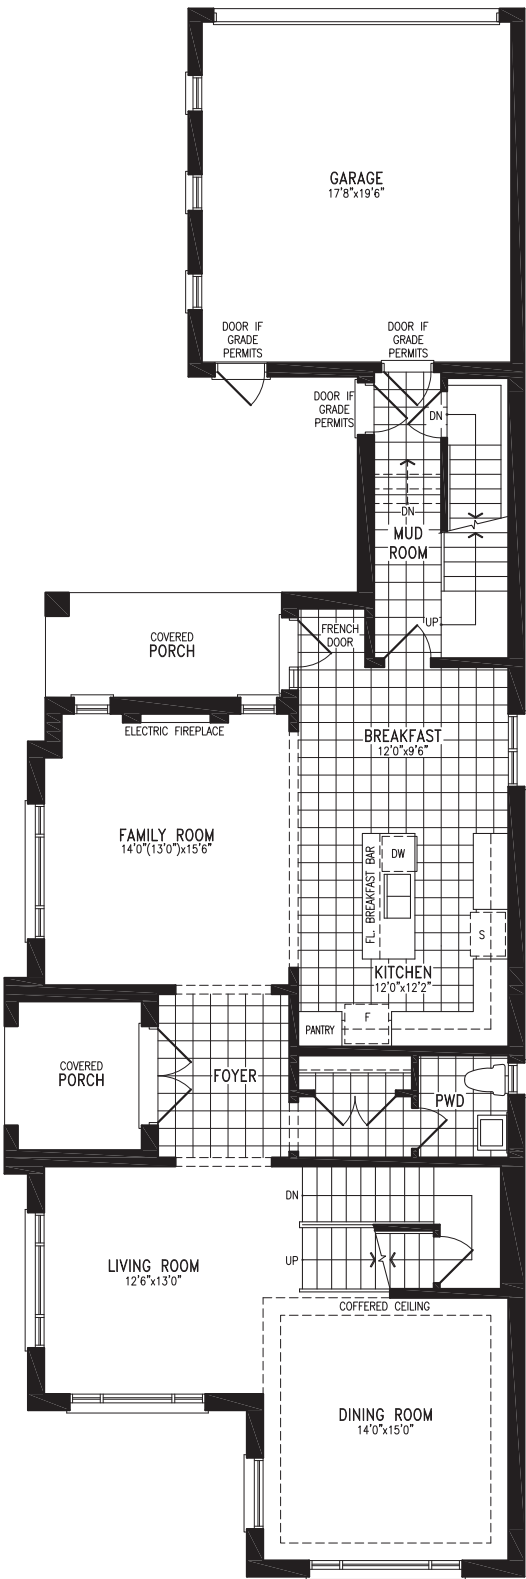 GARAGE
17'8"x19'6"
DOOR IF
GRADE
PERMITS
DOOR IF
GRADE
PERMITS
DOOR IF
GRADE
PERMITS
DN
DN
MUD
ROOM
UP
FRENCH
DOOR
COVERED
PORCH
ELECTRIC FIREPLACE
BREAKFAST
12'0"x9'6"
FAMILY ROOM
14'0"(13'0")x15'6"
FL. BREAKFAST BAR
DW
S
KITCHEN
12'0"x12'2"
F
PANTRY
COVERED
PORCH
FOYER
PWD
DN
UP
LIVING ROOM
12'6"x13'0"
COFFERED CEILING
DINING ROOM
14'0"x15'0"